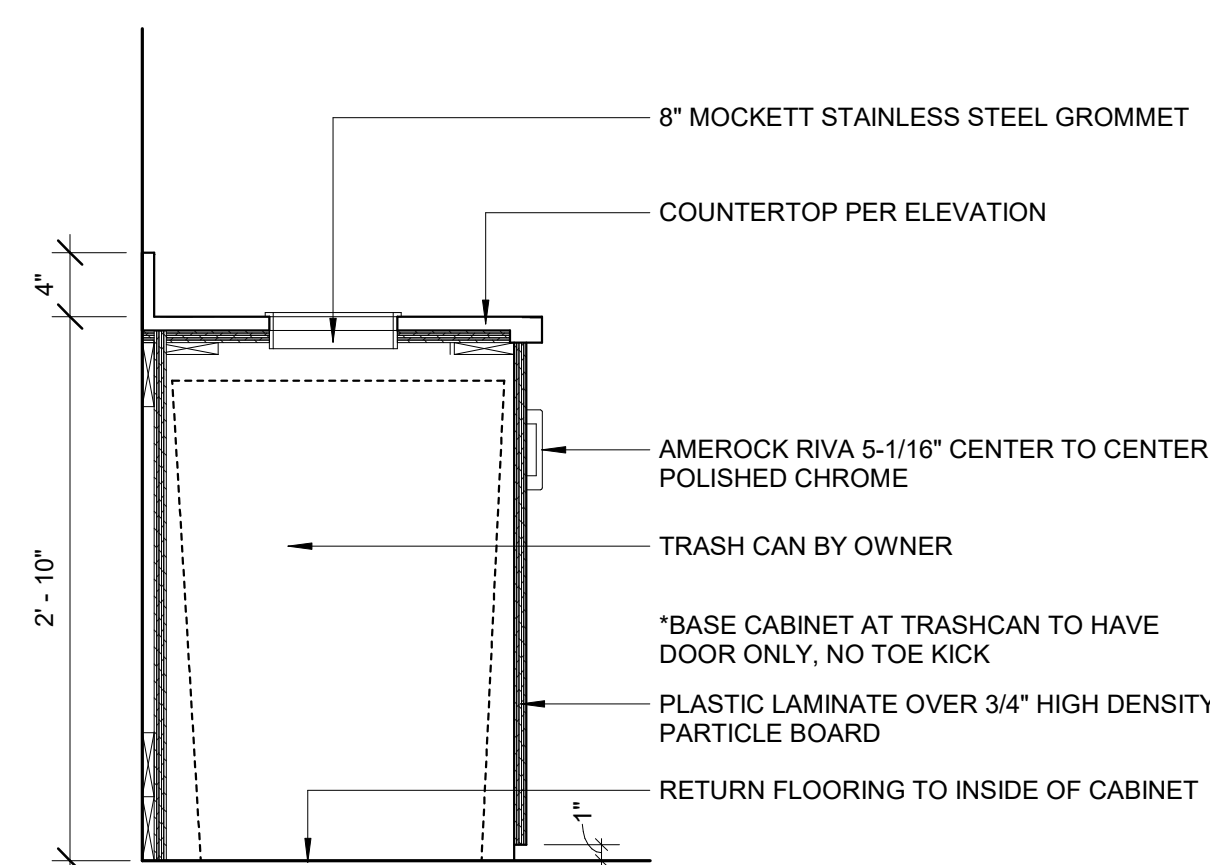 8" MOCKETT STAINLESS STEEL GROMMET
COUNTERTOP PER ELEVATION
4"
AMEROCK RIVA 5-1/16" CENTER TO CENTER
POLISHED CHROME
TRASH CAN BY OWNER
2' - 10"
*BASE CABINET AT TRASHCAN TO HAVE
DOOR ONLY, NO TOE KICK
PLASTIC LAMINATE OVER 3/4" HIGH DENSITY
PARTICLE BOARD
RETURN FLOORING TO INSIDE OF CABINET
1"